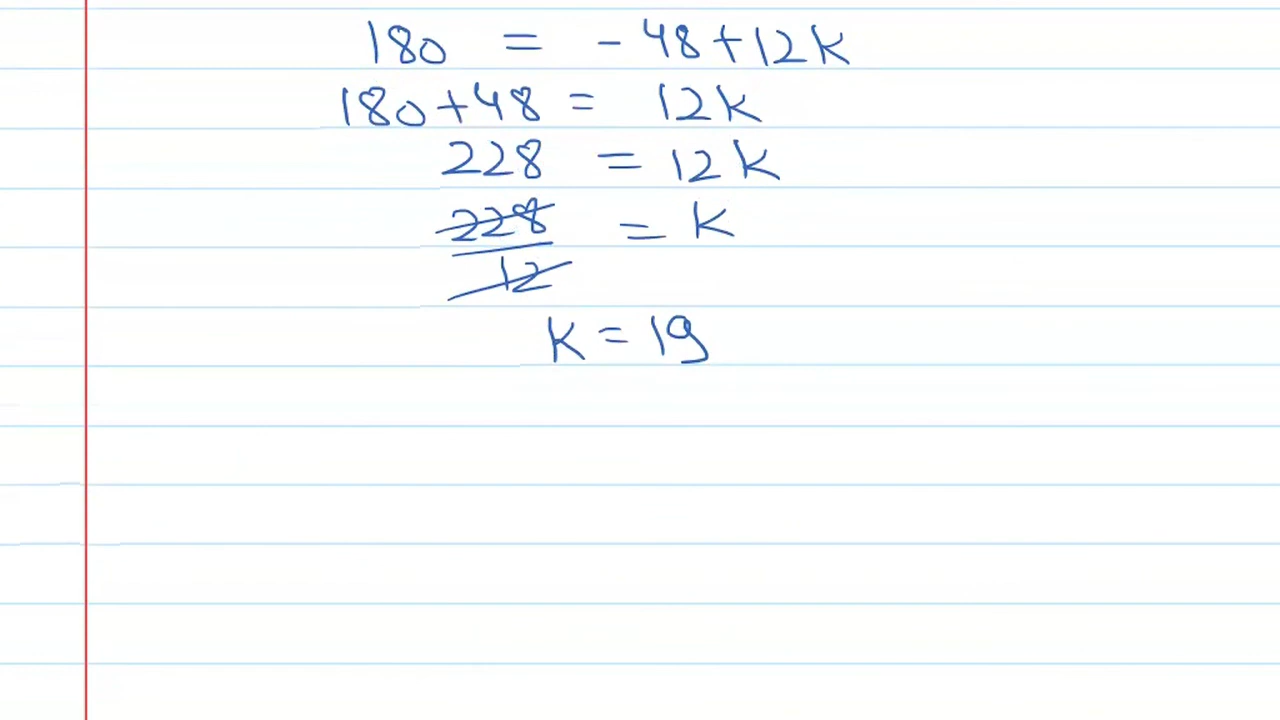 180 = - 48 + 12k
180 + 48 = 12k
228 = 12k
228/12 = k
k = 19